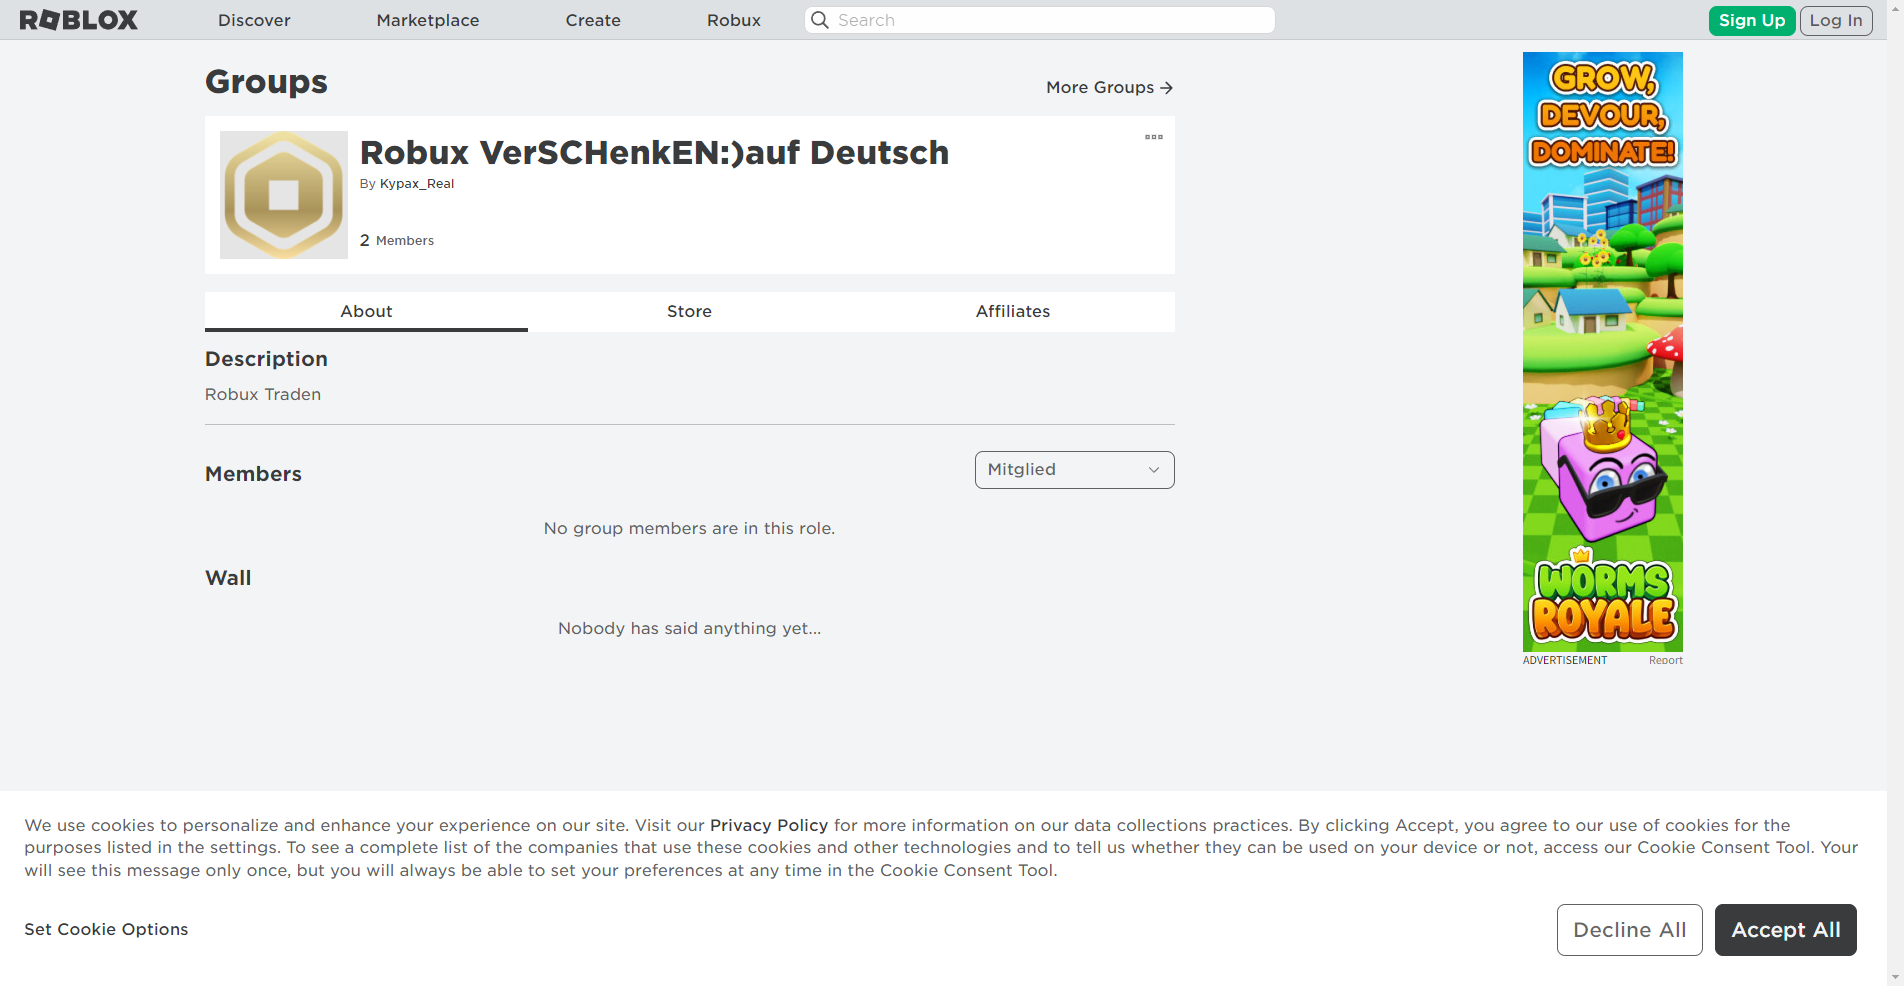 ROBLOX
Discover
Marketplace
Create
Robux
Search
Sign Up
Log In
Groups
More Groups
Robux VerSCHenkEN:)auf Deutsch
By Kypax_Real
2 Members
About
Store
Affiliates
Description
Robux Traden
Members
Mitglied
No group members are in this role.
Wall
Nobody has said anything yet...
GROW,
DEVOUR,
DOMINATE!
WORMS
ROYALE
ADVERTISEMENT
Report
We use cookies to personalize and enhance your experience on our site. Visit our Privacy Policy for more information on our data collections practices. By clicking Accept, you agree to our use of cookies for the
purposes listed in the settings. To see a complete list of the companies that use these cookies and other technologies and to tell us whether they can be used on your device or not, access our Cookie Consent Tool. Your
will see this message only once, but you will always be able to set your preferences at any time in the Cookie Consent Tool.
Set Cookie Options
Decline All
Accept All